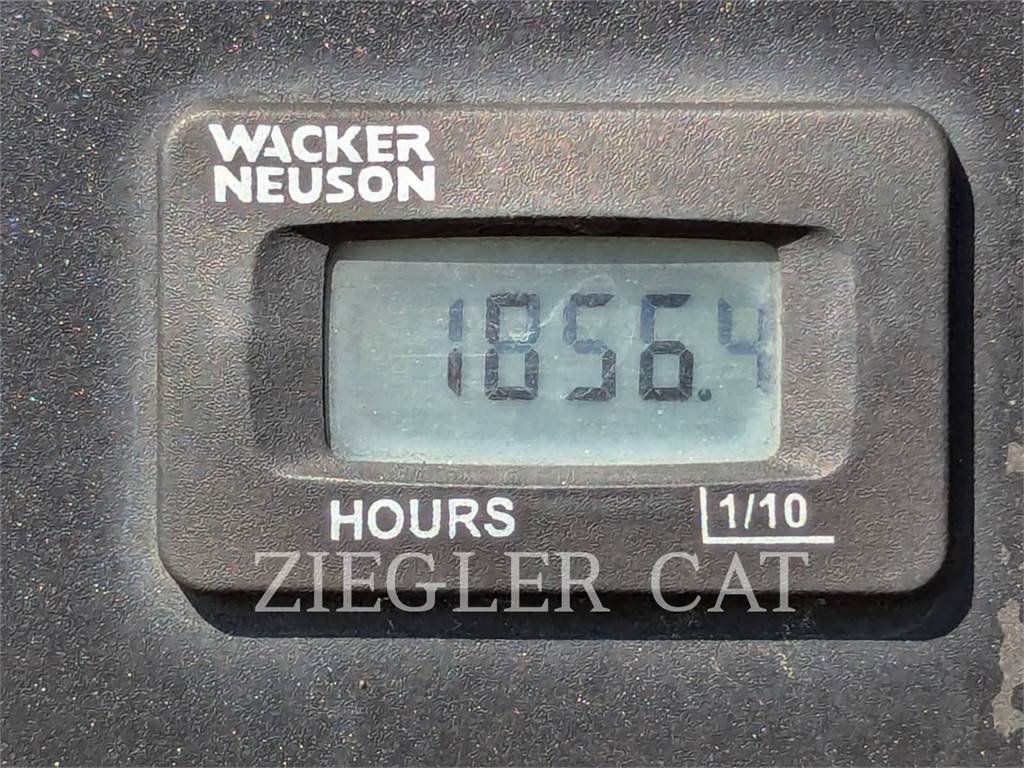 WACKER
NEUSON
1856.4
HOURS 1/10
ZIEGLER CAT